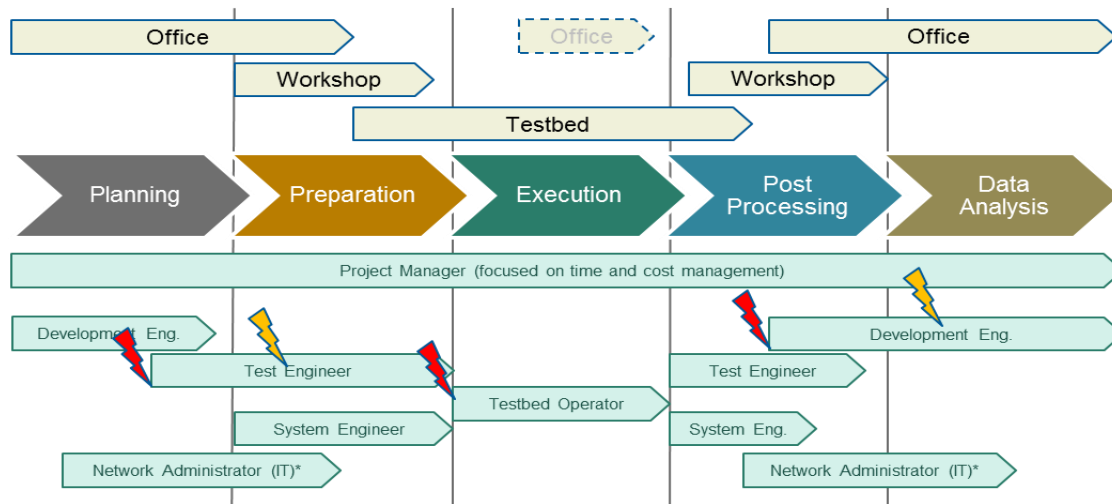 Office
Office
Office
Workshop
Workshop
Testbed
Planning
Preparation
Execution
Post
Processing
Data
Analysis
Project Manager (focused on time and cost management)
Development Eng.
Development Eng.
Test Engineer
Test Engineer
Testbed Operator
System Engineer
System Eng.
Network Administrator (IT)*
Network Administrator (IT)*